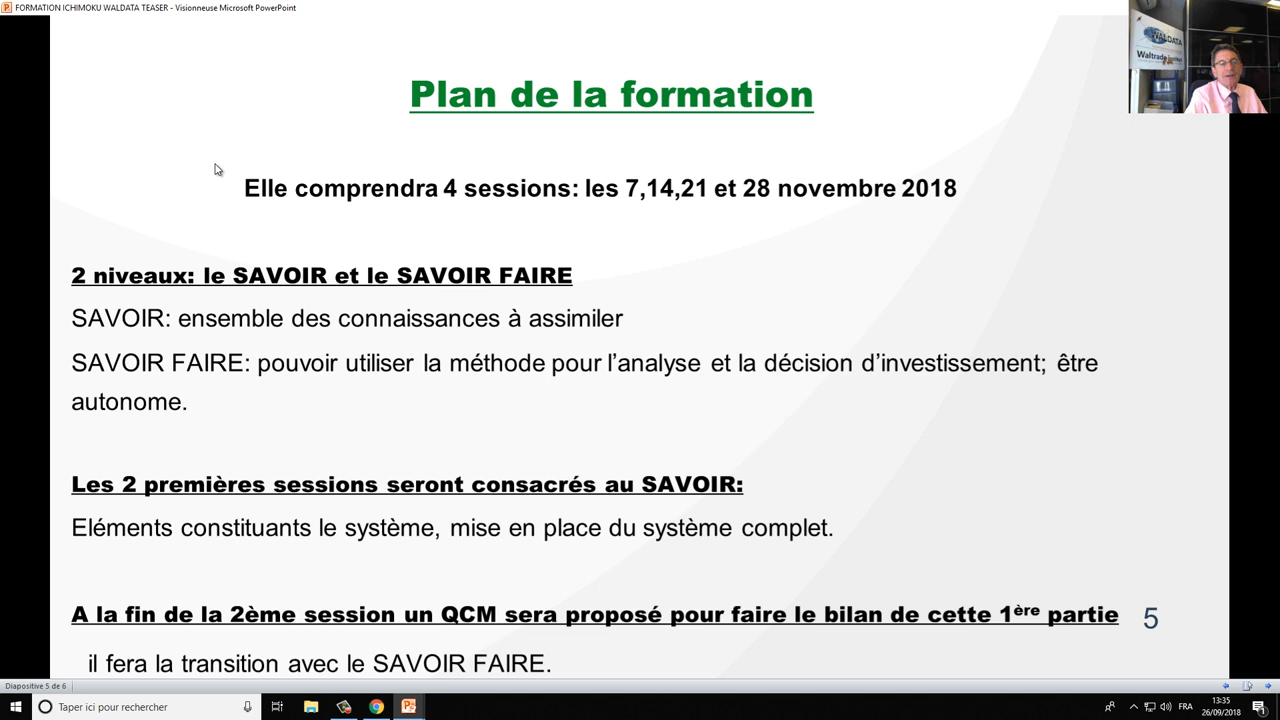 FORMATION ICHIMOKU WALDATA TEASER - Visionneuse Microsoft PowerPoint
WALDATA
Waltrade
Plan de la formation
Elle comprendra 4 sessions: les 7,14,21 et 28 novembre 2018
2 niveaux: le SAVOIR et le SAVOIR FAIRE
SAVOIR: ensemble des connaissances à assimiler
SAVOIR FAIRE: pouvoir utiliser la méthode pour l’analyse et la décision d’investissement; être
autonome.
Les 2 premières sessions seront consacrés au SAVOIR:
Eléments constituants le système, mise en place du système complet.
A la fin de la 2ème session un QCM sera proposé pour faire le bilan de cette 1ère partie
5
il fera la transition avec le SAVOIR FAIRE.
Diapositive 5 de 6
Taper ici pour rechercher
FRA
13:35
26/09/2018
1